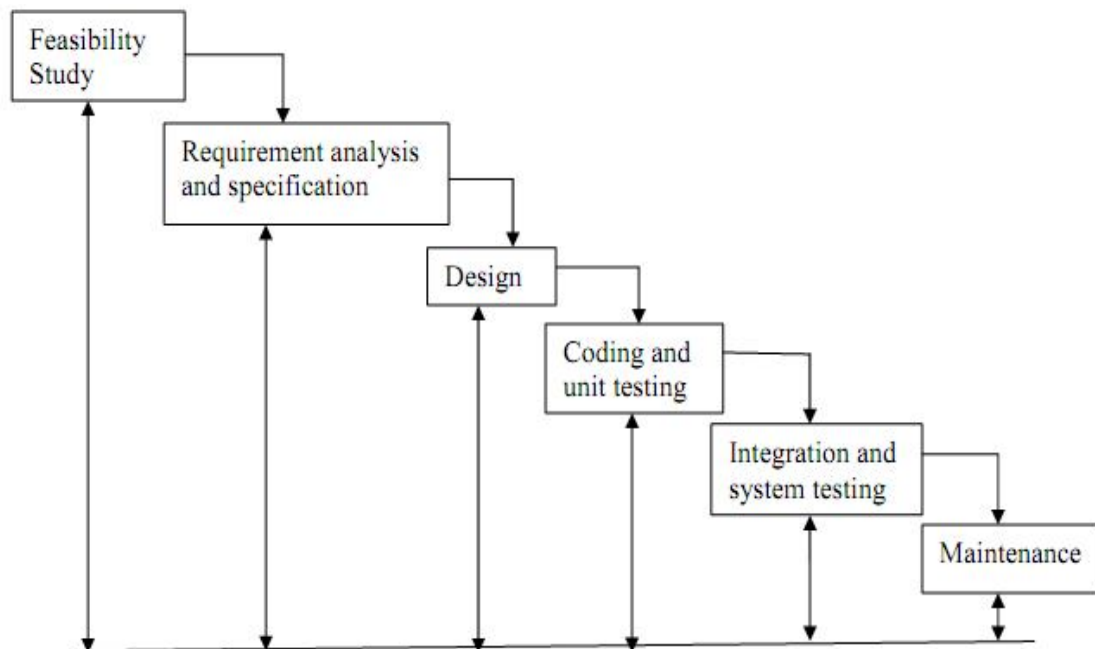 Feasibility
Study
Requirement analysis
and specification
Design
Coding and
unit testing
Integration and
system testing
Maintenance